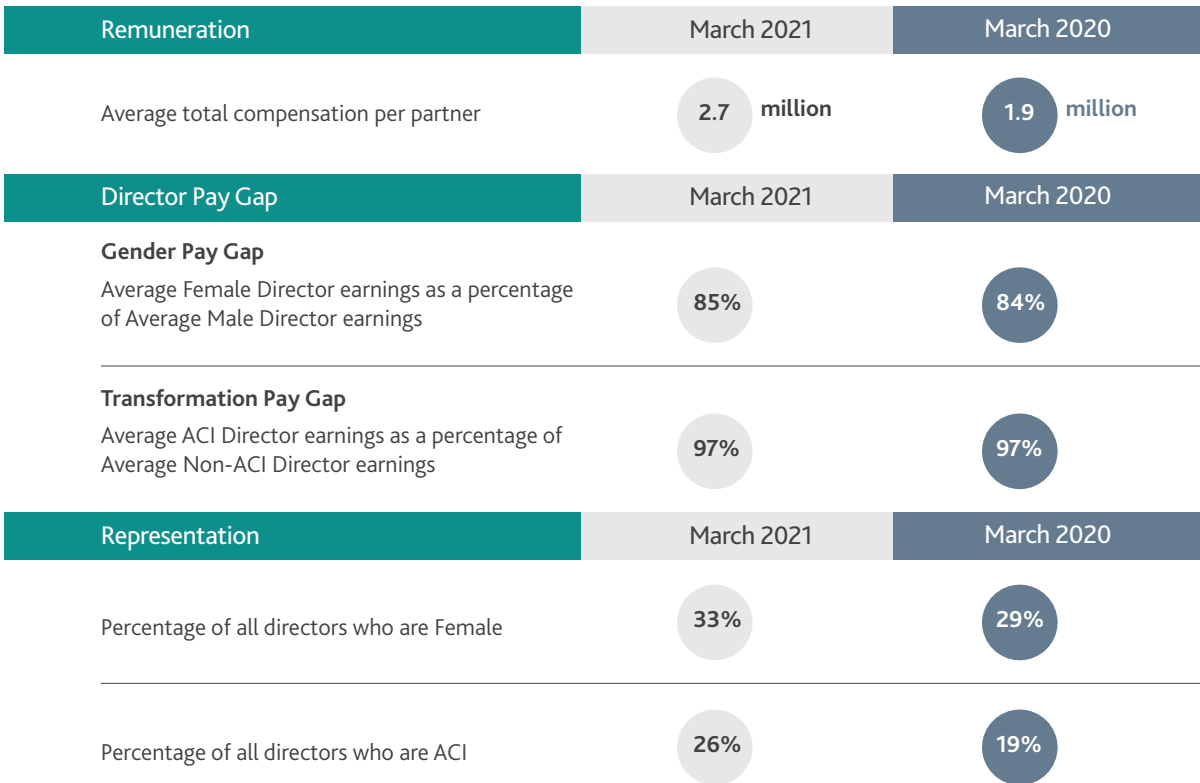 Remuneration March 2021 March 2020
Average total compensation per partner 2.7 million 1.9 million
Director Pay Gap March 2021 March 2020
Gender Pay Gap
Average Female Director earnings as a percentage
of Average Male Director earnings
85% 84%
Transformation Pay Gap
Average ACI Director earnings as a percentage of
Average Non-ACI Director earnings
97% 97%
Representation March 2021 March 2020
Percentage of all directors who are Female 33% 29%
Percentage of all directors who are ACI 26% 19%